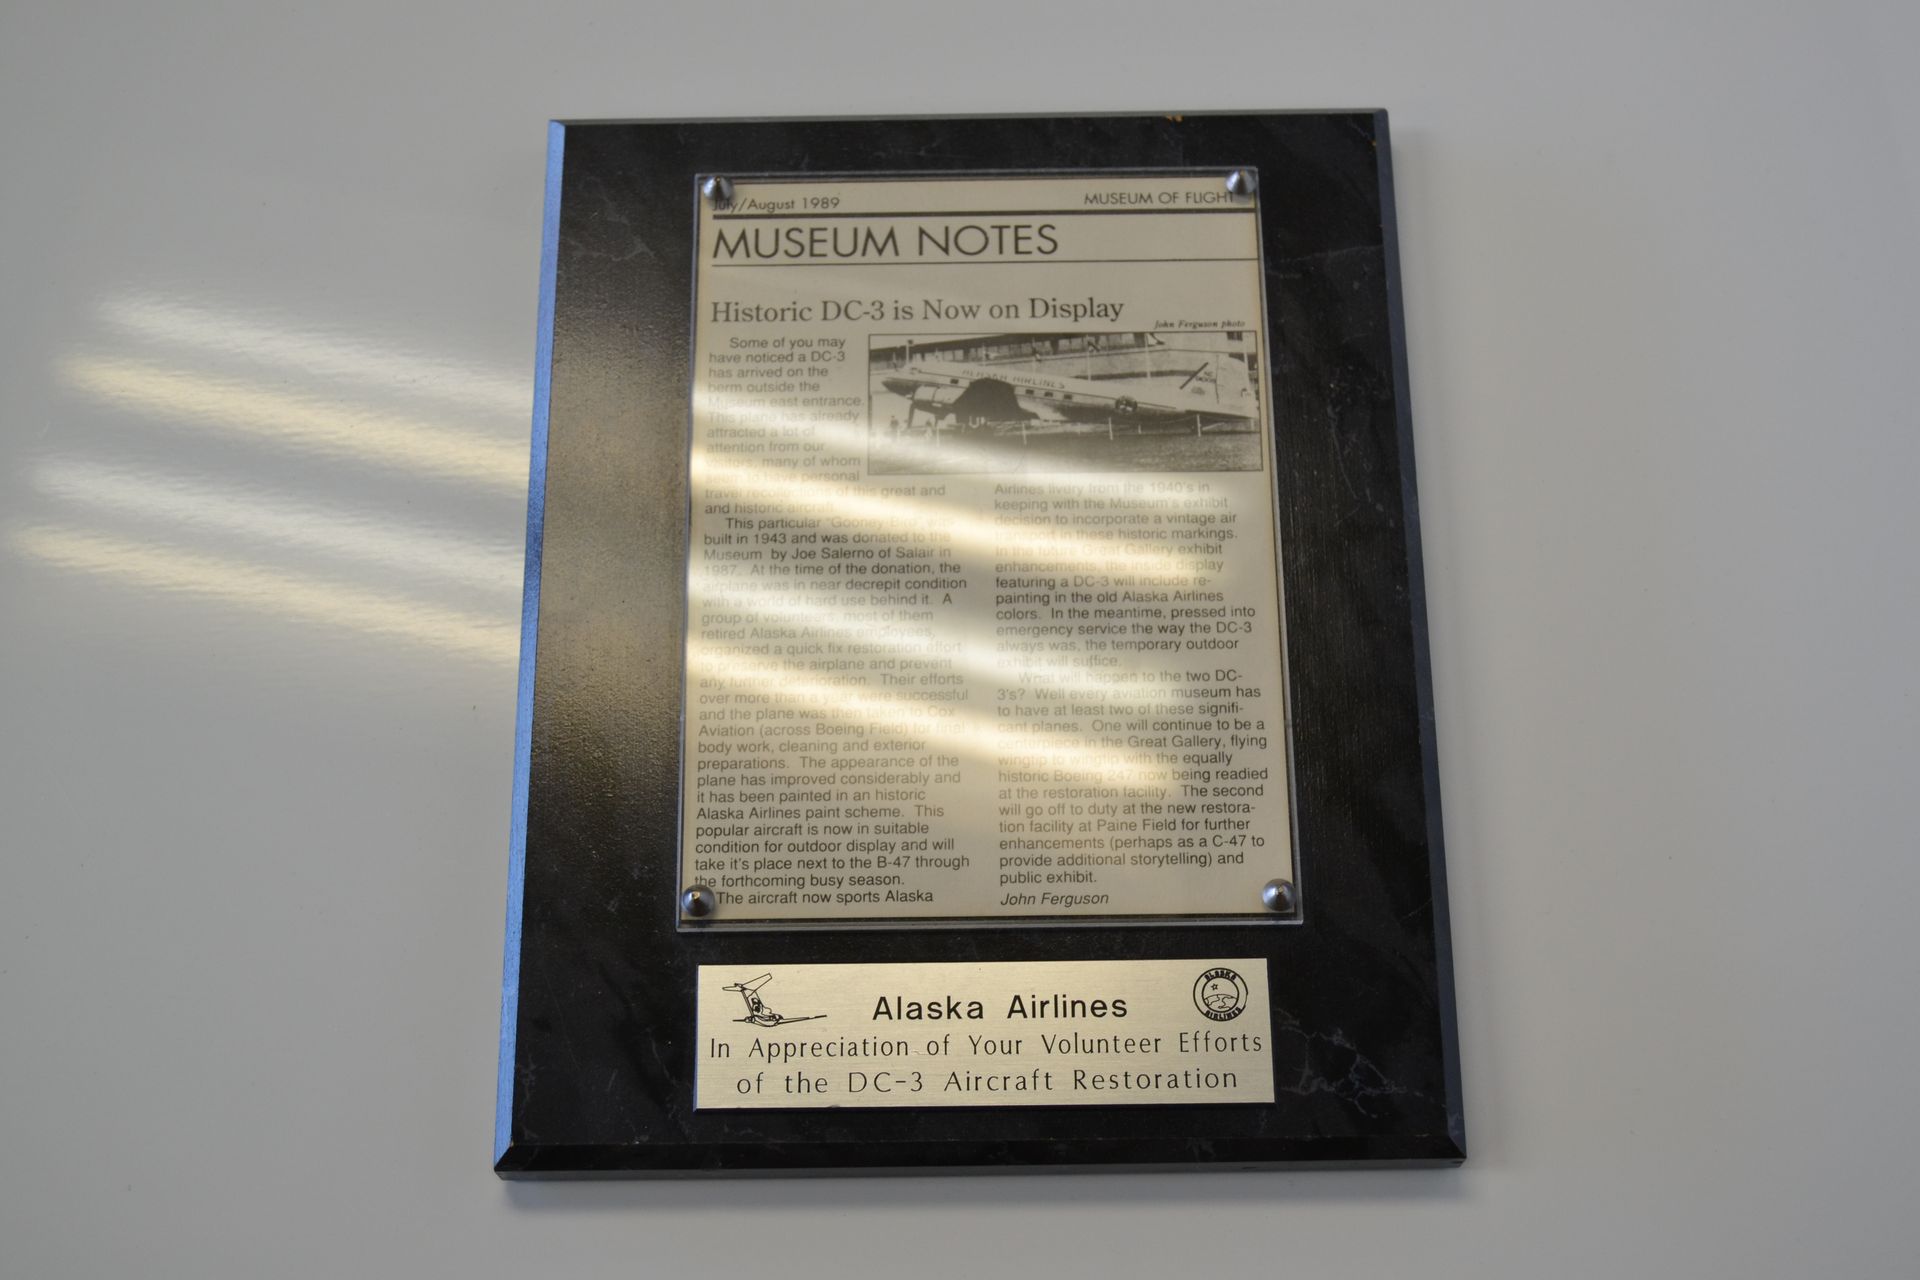 July/August 1989
MUSEUM OF FLIGHT
MUSEUM NOTES
Historic DC-3 is Now on Display
John Ferguson photo
ALASKA AIRLINES
Some of you may
have noticed a DC-3
has arrived on the
berm outside the
Museum east entrance.
This plane has already
attracted a lot of
attention from our
visitors, many of whom
seem to have personal
travel recollections of this great and
and historic aircraft.
This particular "Gooney Bird" was
built in 1943 and was donated to the
Museum by Joe Salerno of Salair in
1987. At the time of the donation, the
airplane was in near decrepit condition
with a world of hard use behind it. A
group of volunteers, most of them
retired Alaska Airlines employees,
organized a quick fix restoration effort
to preserve the airplane and prevent
any further deterioration. Their efforts
over more than a year were successful
and the plane was then taken to Cox
Aviation (across Boeing Field) for final
body work, cleaning and exterior
preparations. The appearance of the
plane has improved considerably and
it has been painted in an historic
Alaska Airlines paint scheme. This
popular aircraft is now in suitable
condition for outdoor display and will
take it's place next to the B-47 through
the forthcoming busy season.
The aircraft now sports Alaska
Airlines livery from the 1940's in
keeping with the Museum's exhibit
decision to incorporate a vintage air
transport in these historic markings.
In the future Great Gallery exhibit
enhancements, the inside display
featuring a DC-3 will include re-
painting in the old Alaska Airlines
colors. In the meantime, pressed into
emergency service the way the DC-3
always was, the temporary outdoor
exhibit will suffice.
What will happen to the two DC-
3's? Well every aviation museum has
to have at least two of these signifi-
cant planes. One will continue to be a
centerpiece in the Great Gallery, flying
wingtip to wingtip with the equally
historic Boeing 247 now being readied
at the restoration facility. The second
will go off to duty at the new restora-
tion facility at Paine Field for further
enhancements (perhaps as a C-47 to
provide additional storytelling) and
public exhibit.
John Ferguson
Alaska Airlines
ALASKA
AIRLINES
In Appreciation of Your Volunteer Efforts
of the DC-3 Aircraft Restoration